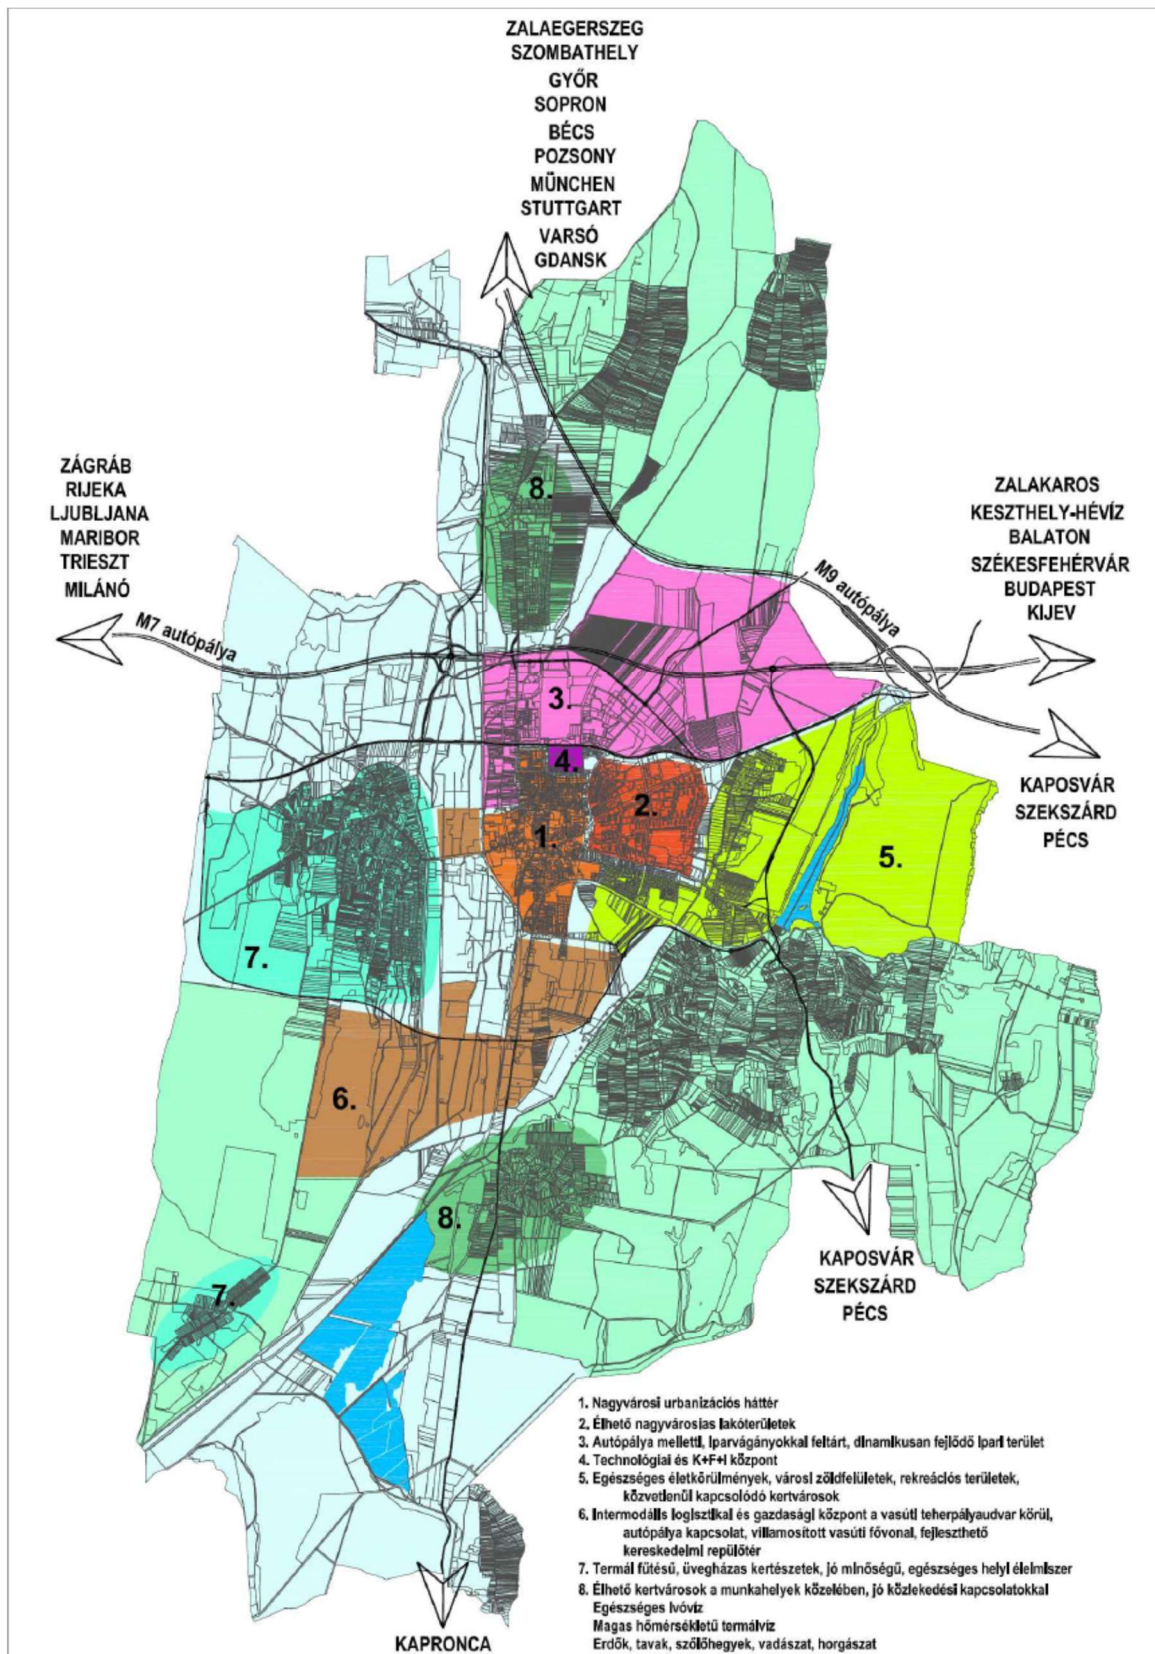 ZALAEGERSZEG
SZOMBATHELY
GYŐR
SOPRON
BÉCS
POZSONY
MÜNCHEN
STUTTGART
VARSÓ
GDANSK
ZÁGRÁB
RIJEKA
LJUBLJANA
MARIBOR
TRIESZT
MILÁNÓ
ZALAKAROS
KESZTHELY-HÉVÍZ
BALATON
SZÉKESFEHÉRVÁR
BUDAPEST
KIJEV
8.
M7 autópálya
M9 autópálya
3.
4.
KAPOSVÁR
SZEKSZÁRD
PÉCS
1.
2.
5.
7.
6.
8.
7.
KAPOSVÁR
SZEKSZÁRD
PÉCS
1. Nagyvárosi urbanizációs háttér
2. Élhető nagyvárosias lakóterületek
3. Autópálya melletti, iparvágányokkal feltárt, dinamikusan fejlődő ipari terület
4. Technológiai és K+F+I központ
5. Egészséges életkörülmények, városi zöldfelületek, rekreációs területek,
közvetlenül kapcsolódó kertvárosok
6. Intermodális logisztikai és gazdasági központ a vasúti teherpályaudvar körül,
autópálya kapcsolat, villamosított vasúti fővonal, fejleszthető
kereskedelmi repülőtér
7. Termál fűtésű, üvegházas kertészetek, jó minőségű, egészséges helyi élelmiszer
8. Élhető kertvárosok a munkahelyek közelében, jó közlekedési kapcsolatokkal
Egészséges ivóvíz
Magas hőmérsékletű termálvíz
Erdők, tavak, szőlőhegyek, vadászat, horgászat
KAPRONCA